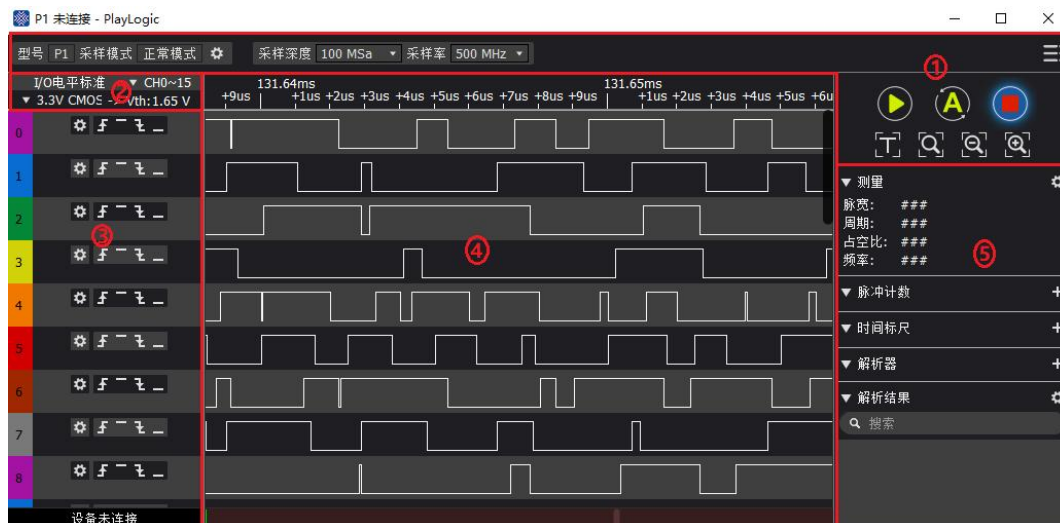 P1 未连接 - PlayLogic
型号 P1 采样模式 正常模式 采样深度 100 MSa 采样率 500 MHz
①
I/O电平标准 CH0~15
②
3.3V CMOS -> Vth:1.65 V
131.64ms 131.65ms
+9us +1us +2us +3us +4us +5us +6us +7us +8us +9us +1us +2us +3us +4us +5us +6u
A
T
0
1
2
③
3
4
5
6
7
8
④
测量
脉宽: ###
周期: ###
占空比: ###
频率: ###
⑤
脉冲计数
时间标尺
解析器
解析结果
搜索
设备未连接